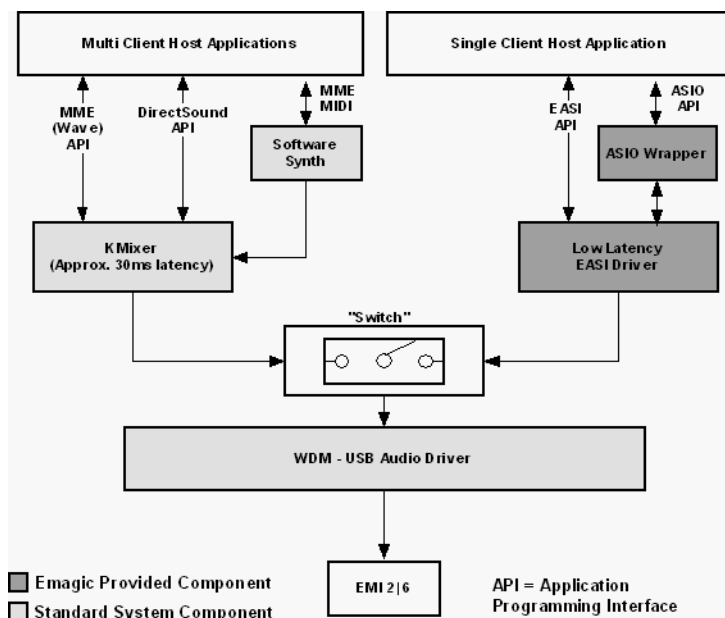 Multi Client Host Applications
Single Client Host Application
MME
(Wave)
API
DirectSound
API
MME
MIDI
EASI
API
ASIO
API
Software
Synth
ASIO Wrapper
KMixer
(Approx. 30ms latency)
Low Latency
EASI Driver
"Switch"
WDM - USB Audio Driver
EMI 2|6
Emagic Provided Component
Standard System Component
API = Application
Programming Interface